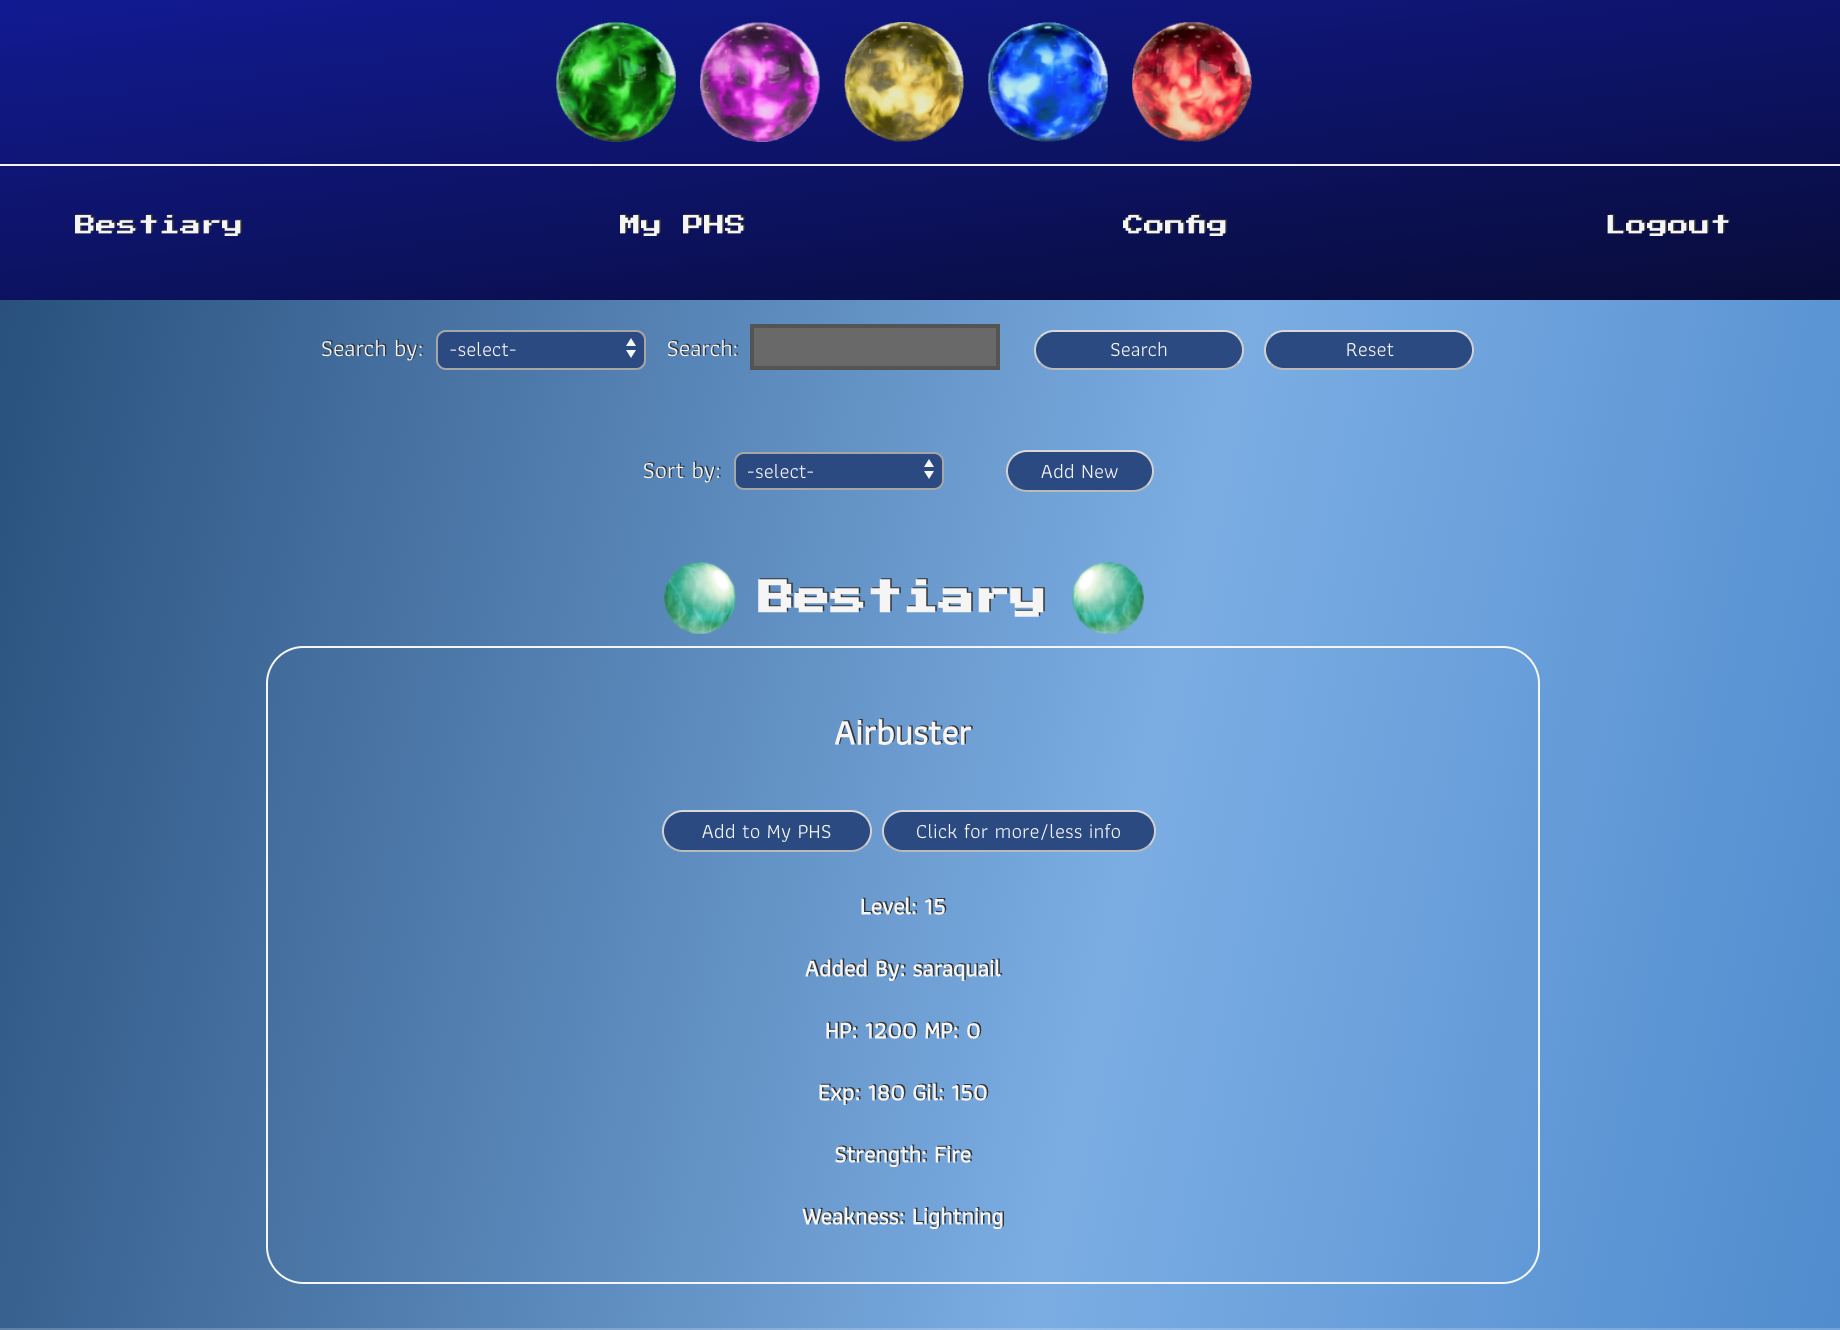 Bestiary My PHS Config Logout
Search by: -select- Search: Search Reset
Sort by: -select- Add New
Bestiary
Airbuster
Add to My PHS Click for more/less info
Level: 15
Added By: saraquail
HP: 1200 MP: 0
Exp: 180 Gil: 150
Strength: Fire
Weakness: Lightning